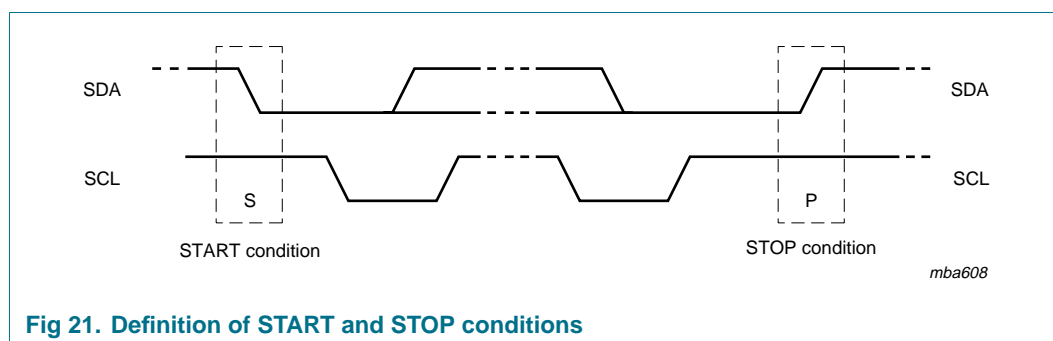 SDA SDA
SCL SCL
S P
START condition STOP condition
mba608
Fig 21. Definition of START and STOP conditions